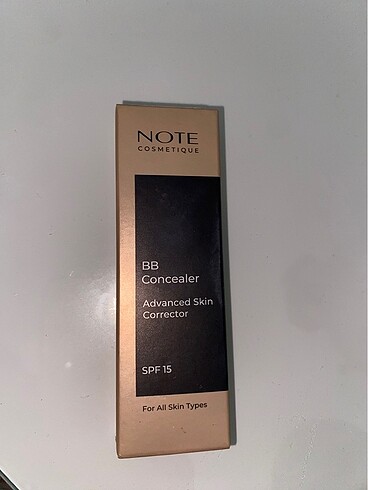 NOTE
COSMETIQUE
BB
Concealer
Advanced Skin
Corrector
SPF 15
For All Skin Types